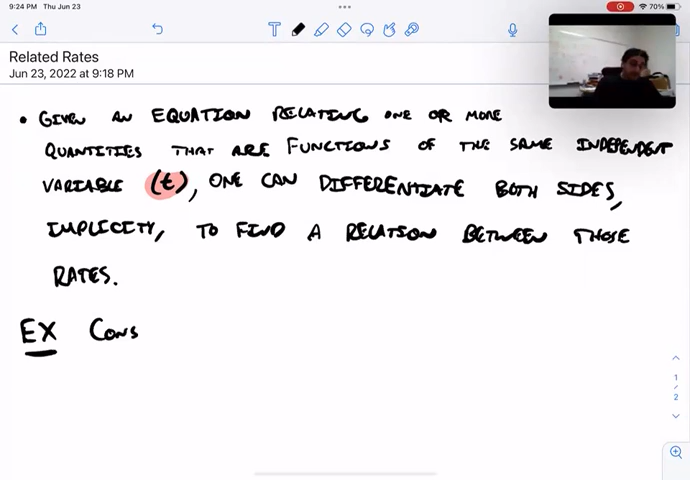 9:24 PM Thu Jun 23
70%
Related Rates
Jun 23, 2022 at 9:18 PM
• GIVEN AN EQUATION RELATING ONE OR MORE
QUANTITIES THAT ARE FUNCTIONS OF THE SAME INDEPENDENT
VARIABLE (t), ONE CAN DIFFERENTIATE BOTH SIDES,
IMPLICITY, TO FIND A RELATION BETWEEN THOSE
RATES.
EX CONS
1
/
2